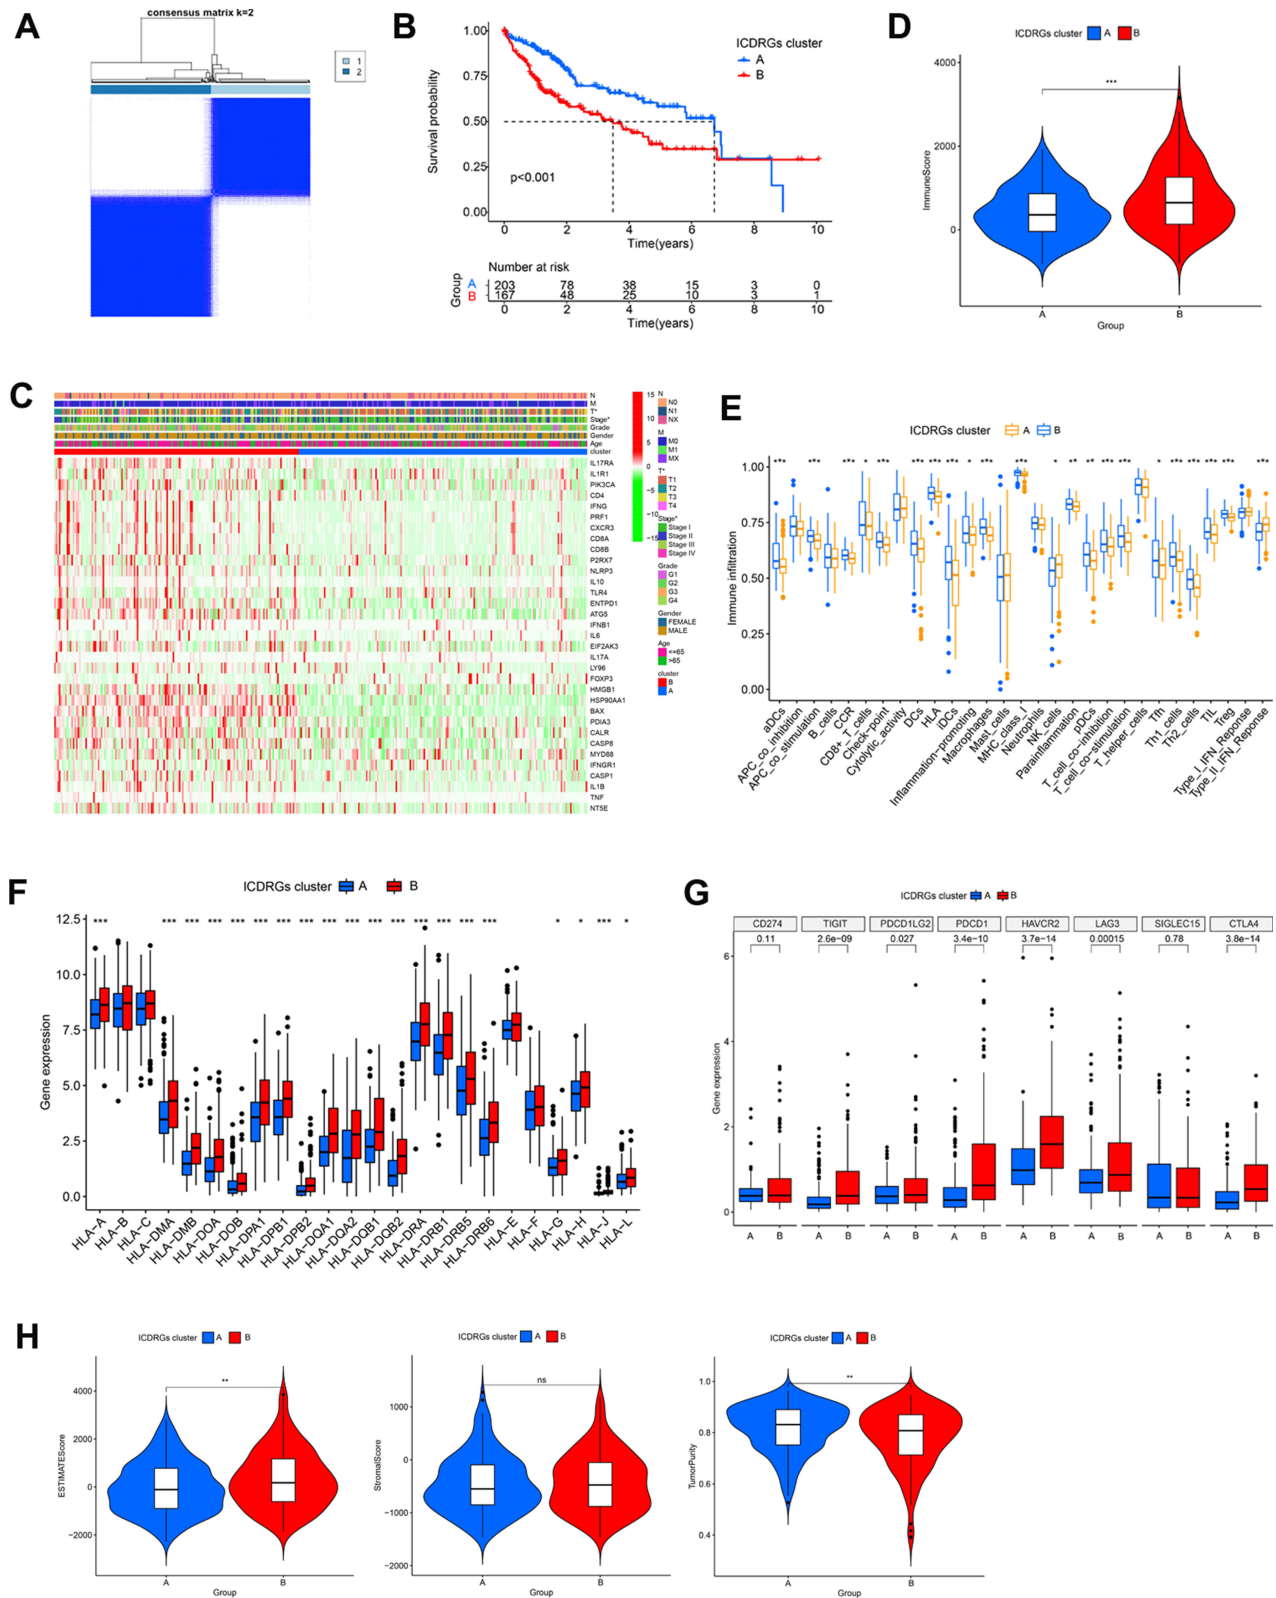 A
consensus matrix k=2
1
2
B
ICDRGs cluster
A
B
Survival probability
1.00
0.75
0.50
0.25
0.00
p<0.001
0 2 4 6 8 10
Time(years)
Number at risk
Group
A 203 78 38 15 3 0
B 167 48 25 10 3 1
0 2 4 6 8 10
Time(years)
D
ICDRGs cluster A B
***
ImmuneScore
4000
2000
0
A B
Group
C
N
M
T*
Stage*
Grade
Gender
Age
cluster
IL17RA
IL1R1
PIK3CA
CD4
IFNG
PRF1
CXCR3
CD8A
CD8B
P2RX7
NLRP3
IL10
TLR4
ENTPD1
ATG5
IFNB1
IL6
EIF2AK3
IL17A
LY96
FOXP3
HMGB1
HSP90AA1
BAX
PDIA3
CALR
CASP8
MYD88
IFNGR1
CASP1
IL1B
TNF
NT5E
15
10
5
0
−5
−10
−15
N
N0
N1
NX
M
M0
M1
MX
T*
T1
T2
T3
T4
Stage*
Stage I
Stage II
Stage III
Stage IV
Grade
G1
G2
G3
G4
Gender
FEMALE
MALE
Age
<=65
>65
cluster
B
A
E
ICDRGs cluster A B
Immune infiltration
1.00
0.75
0.50
0.25
0.00
aDCs
APC_co_inhibition
APC_co_stimulation
B_cells
CCR
CD8+_T_cells
Check−point
Cytolytic_activity
DCs
HLA
iDCs
Inflammation−promoting
Macrophages
Mast_cells
MHC_class_I
Neutrophils
NK_cells
Parainflammation
pDCs
T_cell_co−inhibition
T_cell_co−stimulation
T_helper_cells
Tfh
Th1_cells
Th2_cells
TIL
Treg
Type_I_IFN_Reponse
Type_II_IFN_Reponse
F
ICDRGs cluster A B
Gene expression
12.5
10.0
7.5
5.0
2.5
0.0
*** *** *** *** *** *** *** *** *** *** *** *** *** *** *** * * *** *
HLA−A
HLA−B
HLA−C
HLA−DMA
HLA−DMB
HLA−DOA
HLA−DOB
HLA−DPA1
HLA−DPB1
HLA−DPB2
HLA−DQA1
HLA−DQA2
HLA−DQB1
HLA−DQB2
HLA−DRA
HLA−DRB1
HLA−DRB5
HLA−DRB6
HLA−E
HLA−F
HLA−G
HLA−H
HLA−J
HLA−L
G
ICDRGs cluster A B
CD274 TIGIT PDCD1LG2 PDCD1 HAVCR2 LAG3 SIGLEC15 CTLA4
0.11 2.6e−09 0.027 3.4e−10 3.7e−14 0.00015 0.78 3.8e−14
Gene expression
6
4
2
0
A B A B A B A B A B A B A B A B
H
ICDRGs cluster A B
**
ESTIMATEScore
4000
2000
0
−2000
A B
Group
ICDRGs cluster A B
ns
StromalScore
1000
0
−1000
−2000
A B
Group
ICDRGs cluster A B
**
TumorPurity
1.0
0.8
0.6
0.4
A B
Group